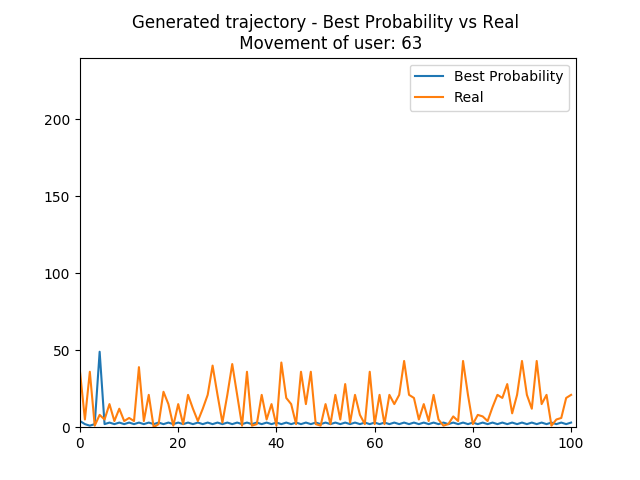 Generated trajectory - Best Probability vs Real
Movement of user: 63
Best Probability
Real
200
150
100
50
0
0 20 40 60 80 100